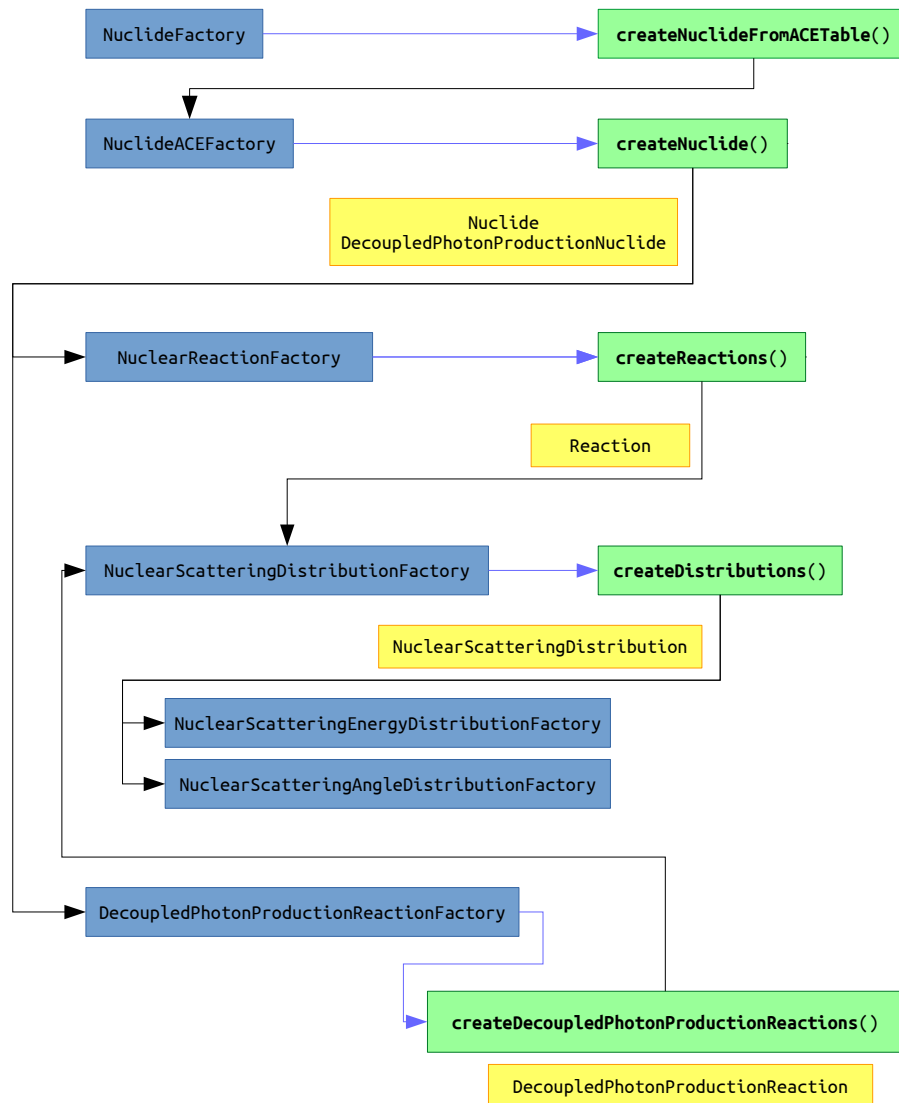 NuclideFactory
createNuclideFromACETable()
NuclideACEFactory
createNuclide()
Nuclide
DecoupledPhotonProductionNuclide
NuclearReactionFactory
createReactions()
Reaction
NuclearScatteringDistributionFactory
createDistributions()
NuclearScatteringDistribution
NuclearScatteringEnergyDistributionFactory
NuclearScatteringAngleDistributionFactory
DecoupledPhotonProductionReactionFactory
createDecoupledPhotonProductionReactions()
DecoupledPhotonProductionReaction